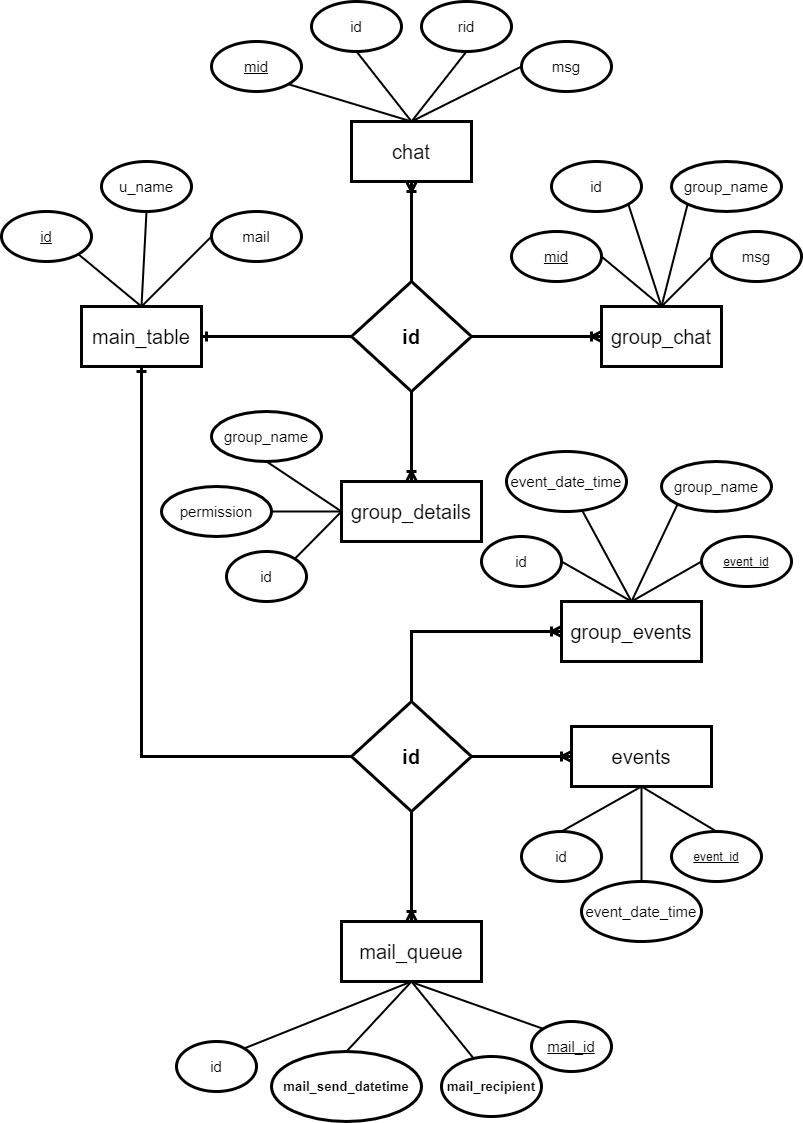 id
rid
mid
msg
chat
u_name
id
group_name
id
mail
mid
msg
main_table
id
group_chat
group_name
event_date_time
group_name
permission
group_details
id
id
event_id
group_events
id
events
id
event_id
event_date_time
mail_queue
mail_id
id
mail_send_datetime
mail_recipient